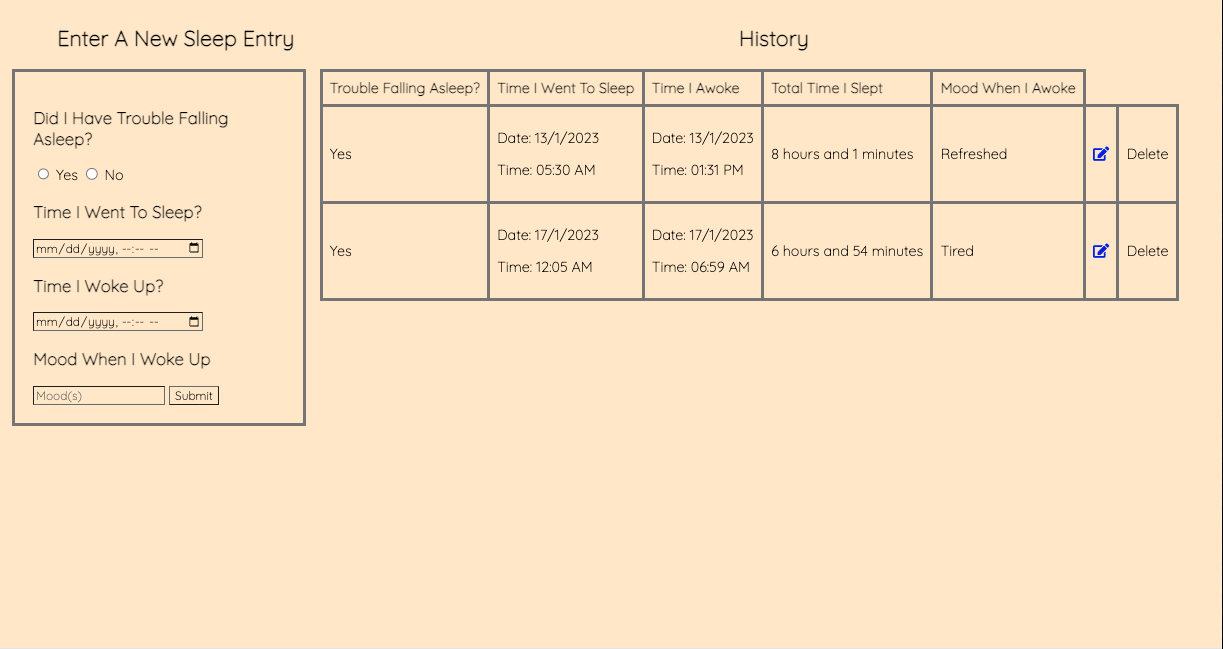 Enter A New Sleep Entry
Did I Have Trouble Falling
Asleep?
Yes No
Time I Went To Sleep?
mm/dd/yyyy, --:-- --
Time I Woke Up?
mm/dd/yyyy, --:-- --
Mood When I Woke Up
Mood(s) Submit
History
Trouble Falling Asleep? Time I Went To Sleep Time I Awoke Total Time I Slept Mood When I Awoke
Date: 13/1/2023 Date: 13/1/2023
Yes 8 hours and 1 minutes Refreshed Delete
Time: 05:30 AM Time: 01:31 PM
Date: 17/1/2023 Date: 17/1/2023
Yes 6 hours and 54 minutes Tired Delete
Time: 12:05 AM Time: 06:59 AM